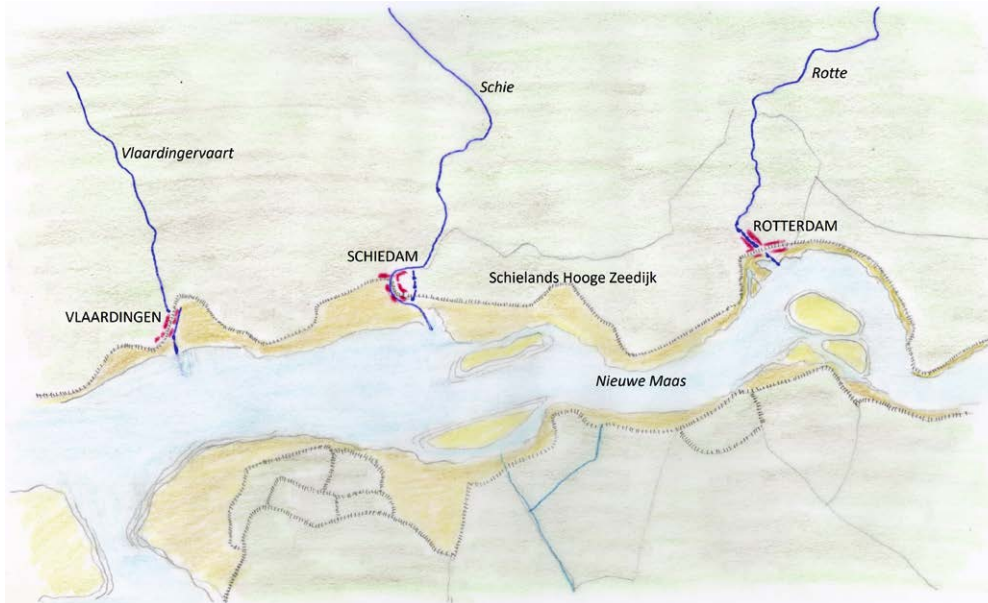 Schie
Rotte
Vlaardingervaart
ROTTERDAM
SCHIEDAM
Schielands Hooge Zeedijk
VLAARDINGEN
Nieuwe Maas